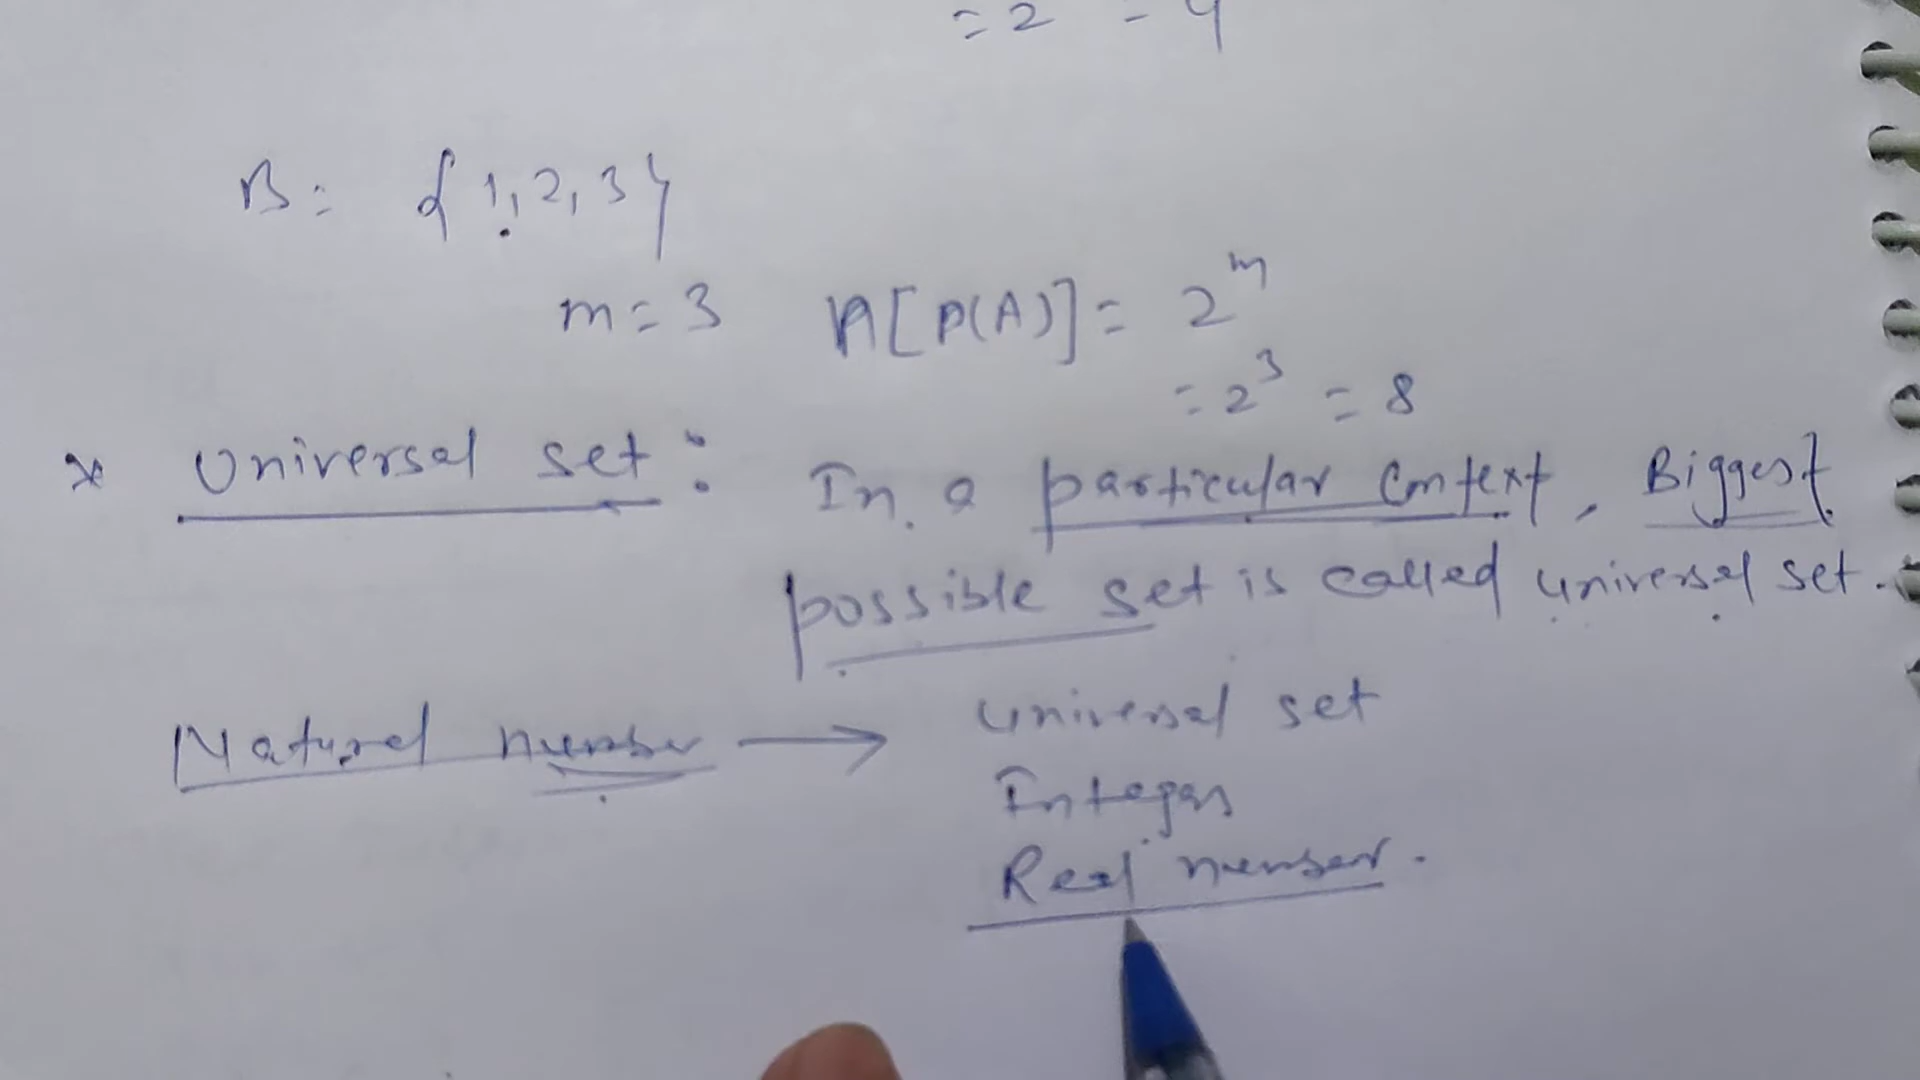 = 2 = 4
B = {1, 2, 3}
m = 3 n[P(A)] = 2^m
= 2^3 = 8
* Universal set : In a particular Context, Biggest
possible set is called universal set.
Natural number → universal set
Integers
Real number.